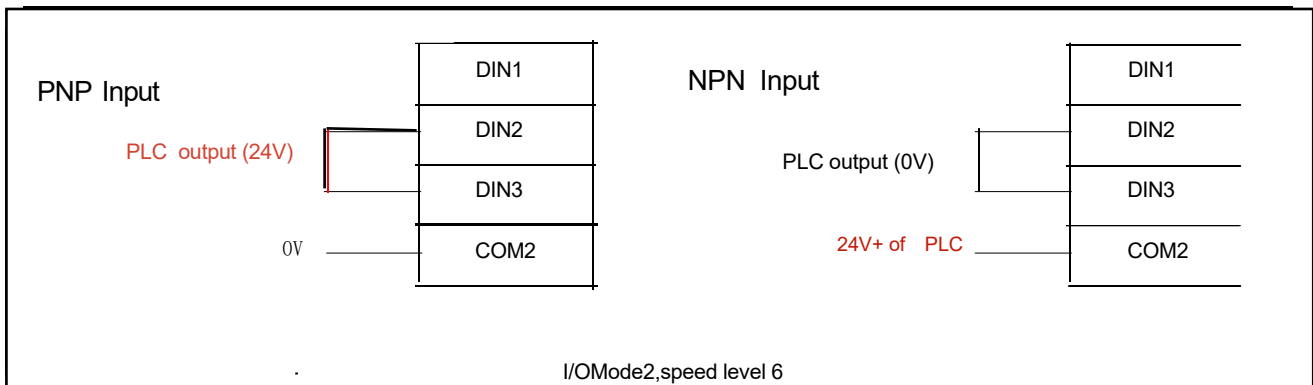 PNP Input
DIN1
DIN2
PLC output (24V)
DIN3
0V
COM2
NPN Input
DIN1
DIN2
PLC output (0V)
DIN3
24V+ of PLC
COM2
I/OMode2,speed level 6